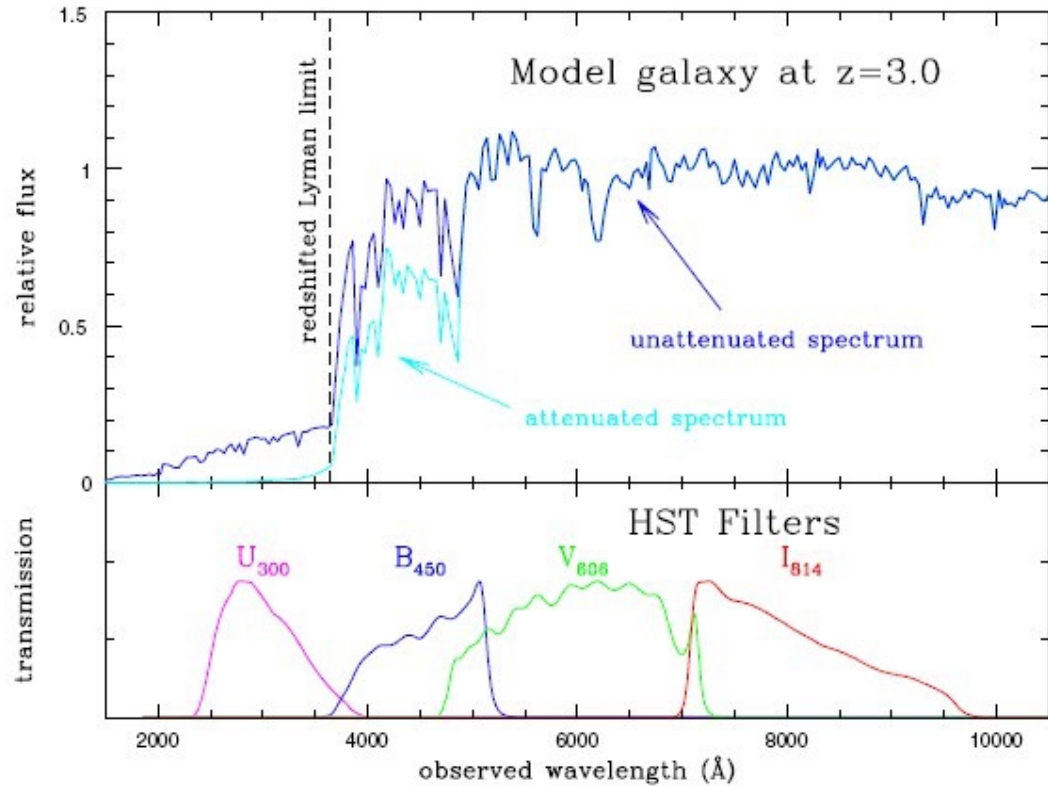 1.5
Model galaxy at z=3.0
redshifted Lyman limit
relative flux
1
0.5
unattenuated spectrum
attenuated spectrum
0
HST Filters
transmission
U300
B450
V606
I814
2000
4000
6000
8000
10000
observed wavelength (Å)